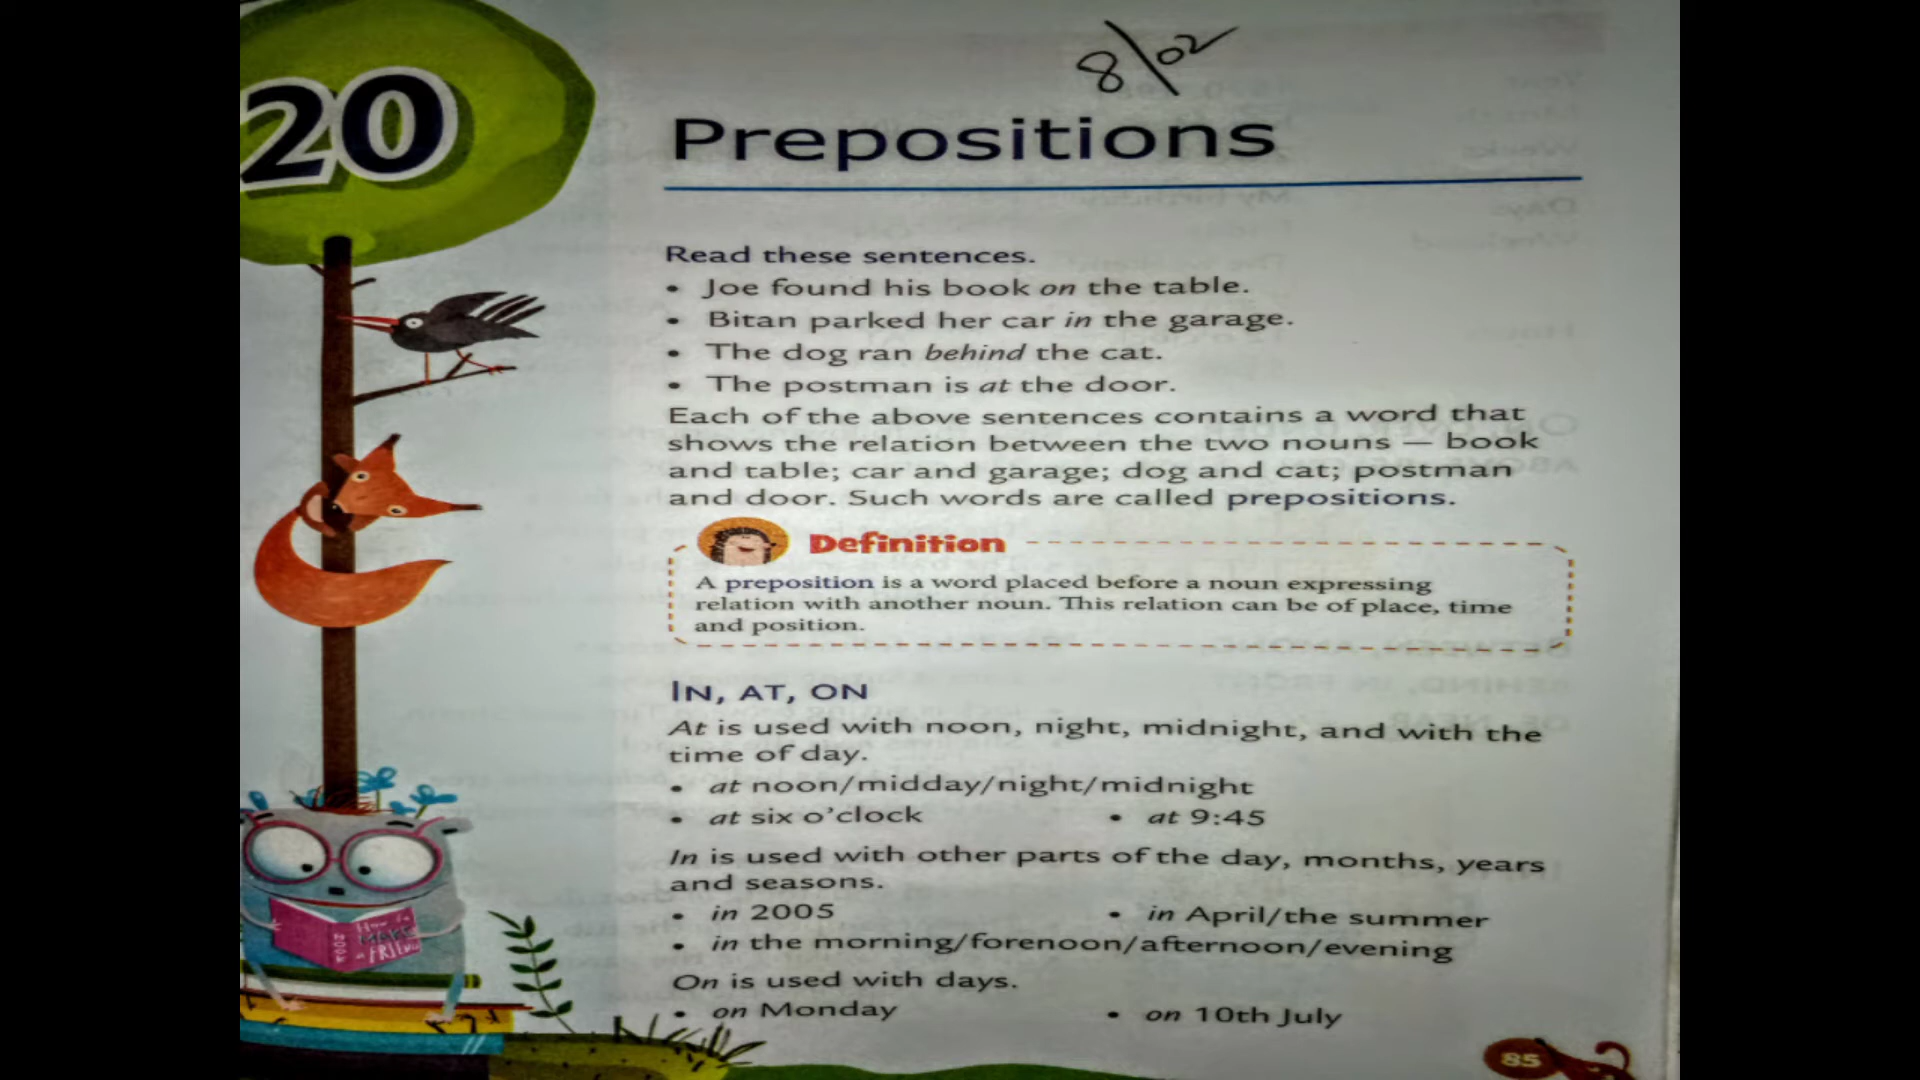 20
8/02
Prepositions
Read these sentences.
• Joe found his book on the table.
• Bitan parked her car in the garage.
• The dog ran behind the cat.
• The postman is at the door.
Each of the above sentences contains a word that
shows the relation between the two nouns — book
and table; car and garage; dog and cat; postman
and door. Such words are called prepositions.
Definition
A preposition is a word placed before a noun expressing
relation with another noun. This relation can be of place, time
and position.
IN, AT, ON
At is used with noon, night, midnight, and with the
time of day.
• at noon/midday/night/midnight
• at six o'clock • at 9:45
In is used with other parts of the day, months, years
and seasons.
• in 2005 • in April/the summer
• in the morning/forenoon/afternoon/evening
On is used with days.
• on Monday • on 10th July
BOOK
How to
MAKE
a FRIEND
85